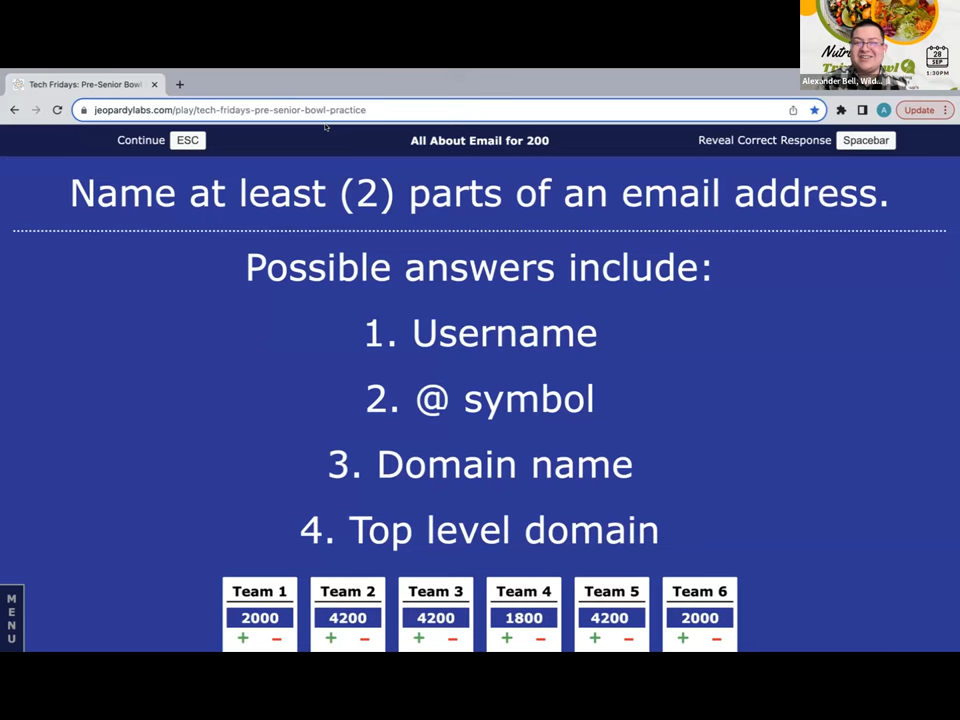 Tech Fridays: Pre-Senior Bowl
jeopardylabs.com/play/tech-fridays-pre-senior-bowl-practice
A
Update
28
SEP
1:30PM
Alexander Bell, Wild...
Continue ESC
All About Email for 200
Reveal Correct Response Spacebar
Name at least (2) parts of an email address.
Possible answers include:
1. Username
2. @ symbol
3. Domain name
4. Top level domain
MENU
Team 1 Team 2 Team 3 Team 4 Team 5 Team 6
2000 4200 4200 1800 4200 2000
+ − + − + − + − + − + −